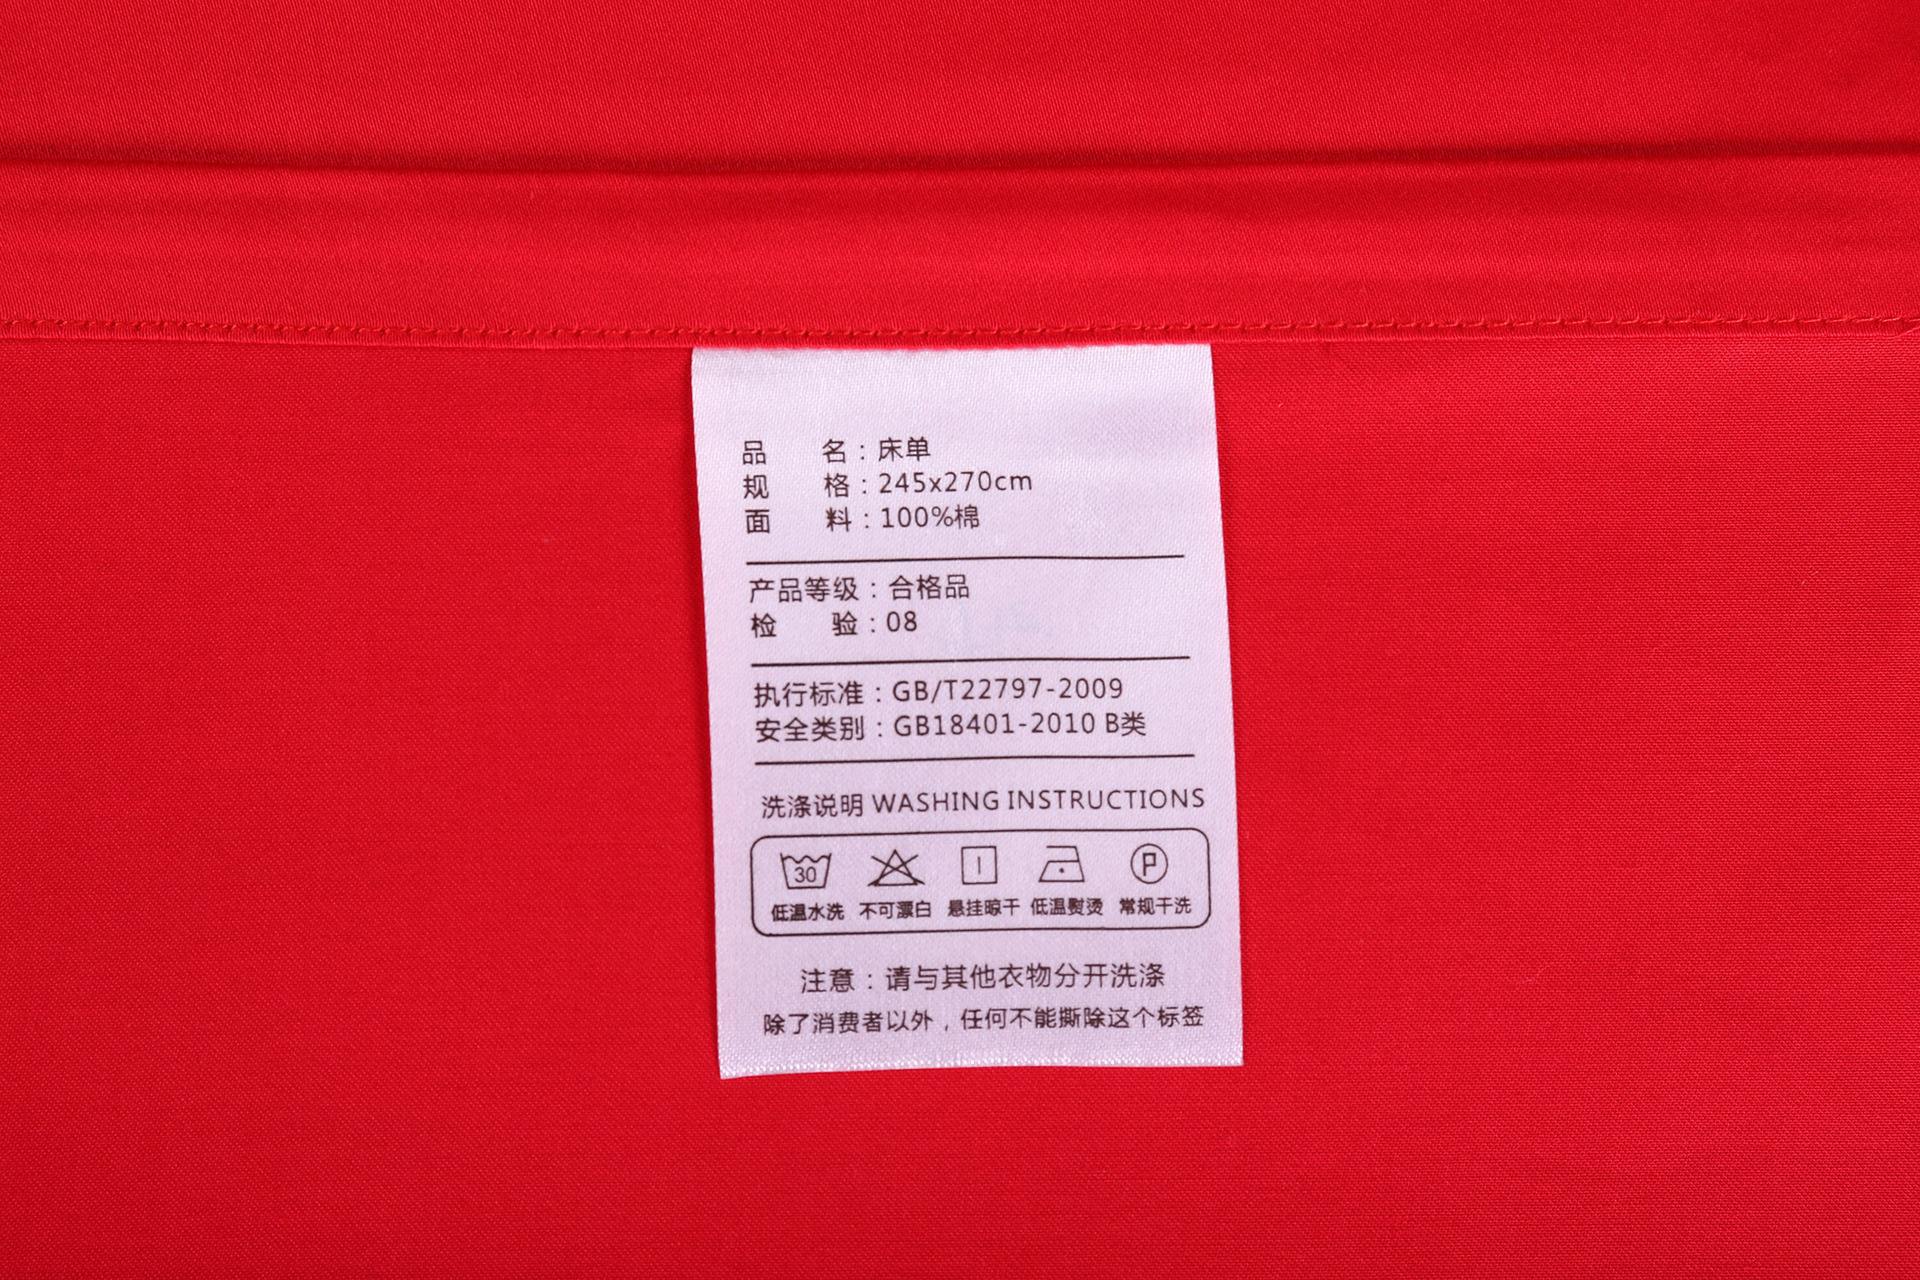 品　　名：床单
规　　格：245x270cm
面　　料：100%棉
产品等级：合格品
检　　验：08
执行标准：GB/T22797-2009
安全类别：GB18401-2010 B类
洗涤说明 WASHING INSTRUCTIONS
30 P
低温水洗 不可漂白 悬挂晾干 低温熨烫 常规干洗
注意：请与其他衣物分开洗涤
除了消费者以外，任何不能撕除这个标签